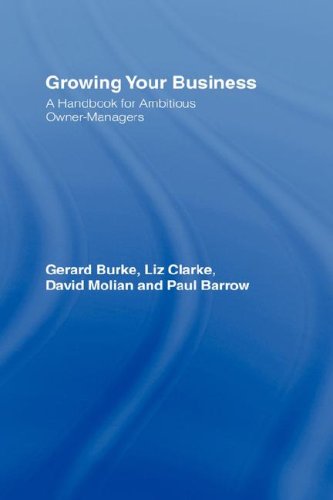 Growing Your Business
A Handbook for Ambitious
Owner-Managers
Gerard Burke, Liz Clarke,
David Molian and Paul Barrow